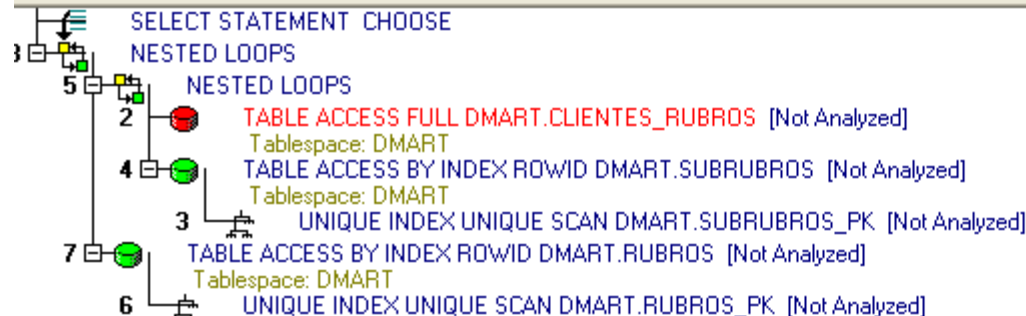 SELECT STATEMENT CHOOSE
NESTED LOOPS
5 NESTED LOOPS
2 TABLE ACCESS FULL DMART.CLIENTES_RUBROS [Not Analyzed]
Tablespace: DMART
4 TABLE ACCESS BY INDEX ROWID DMART.SUBRUBROS [Not Analyzed]
Tablespace: DMART
3 UNIQUE INDEX UNIQUE SCAN DMART.SUBRUBROS_PK [Not Analyzed]
7 TABLE ACCESS BY INDEX ROWID DMART.RUBROS [Not Analyzed]
Tablespace: DMART
6 UNIQUE INDEX UNIQUE SCAN DMART.RUBROS_PK [Not Analyzed]